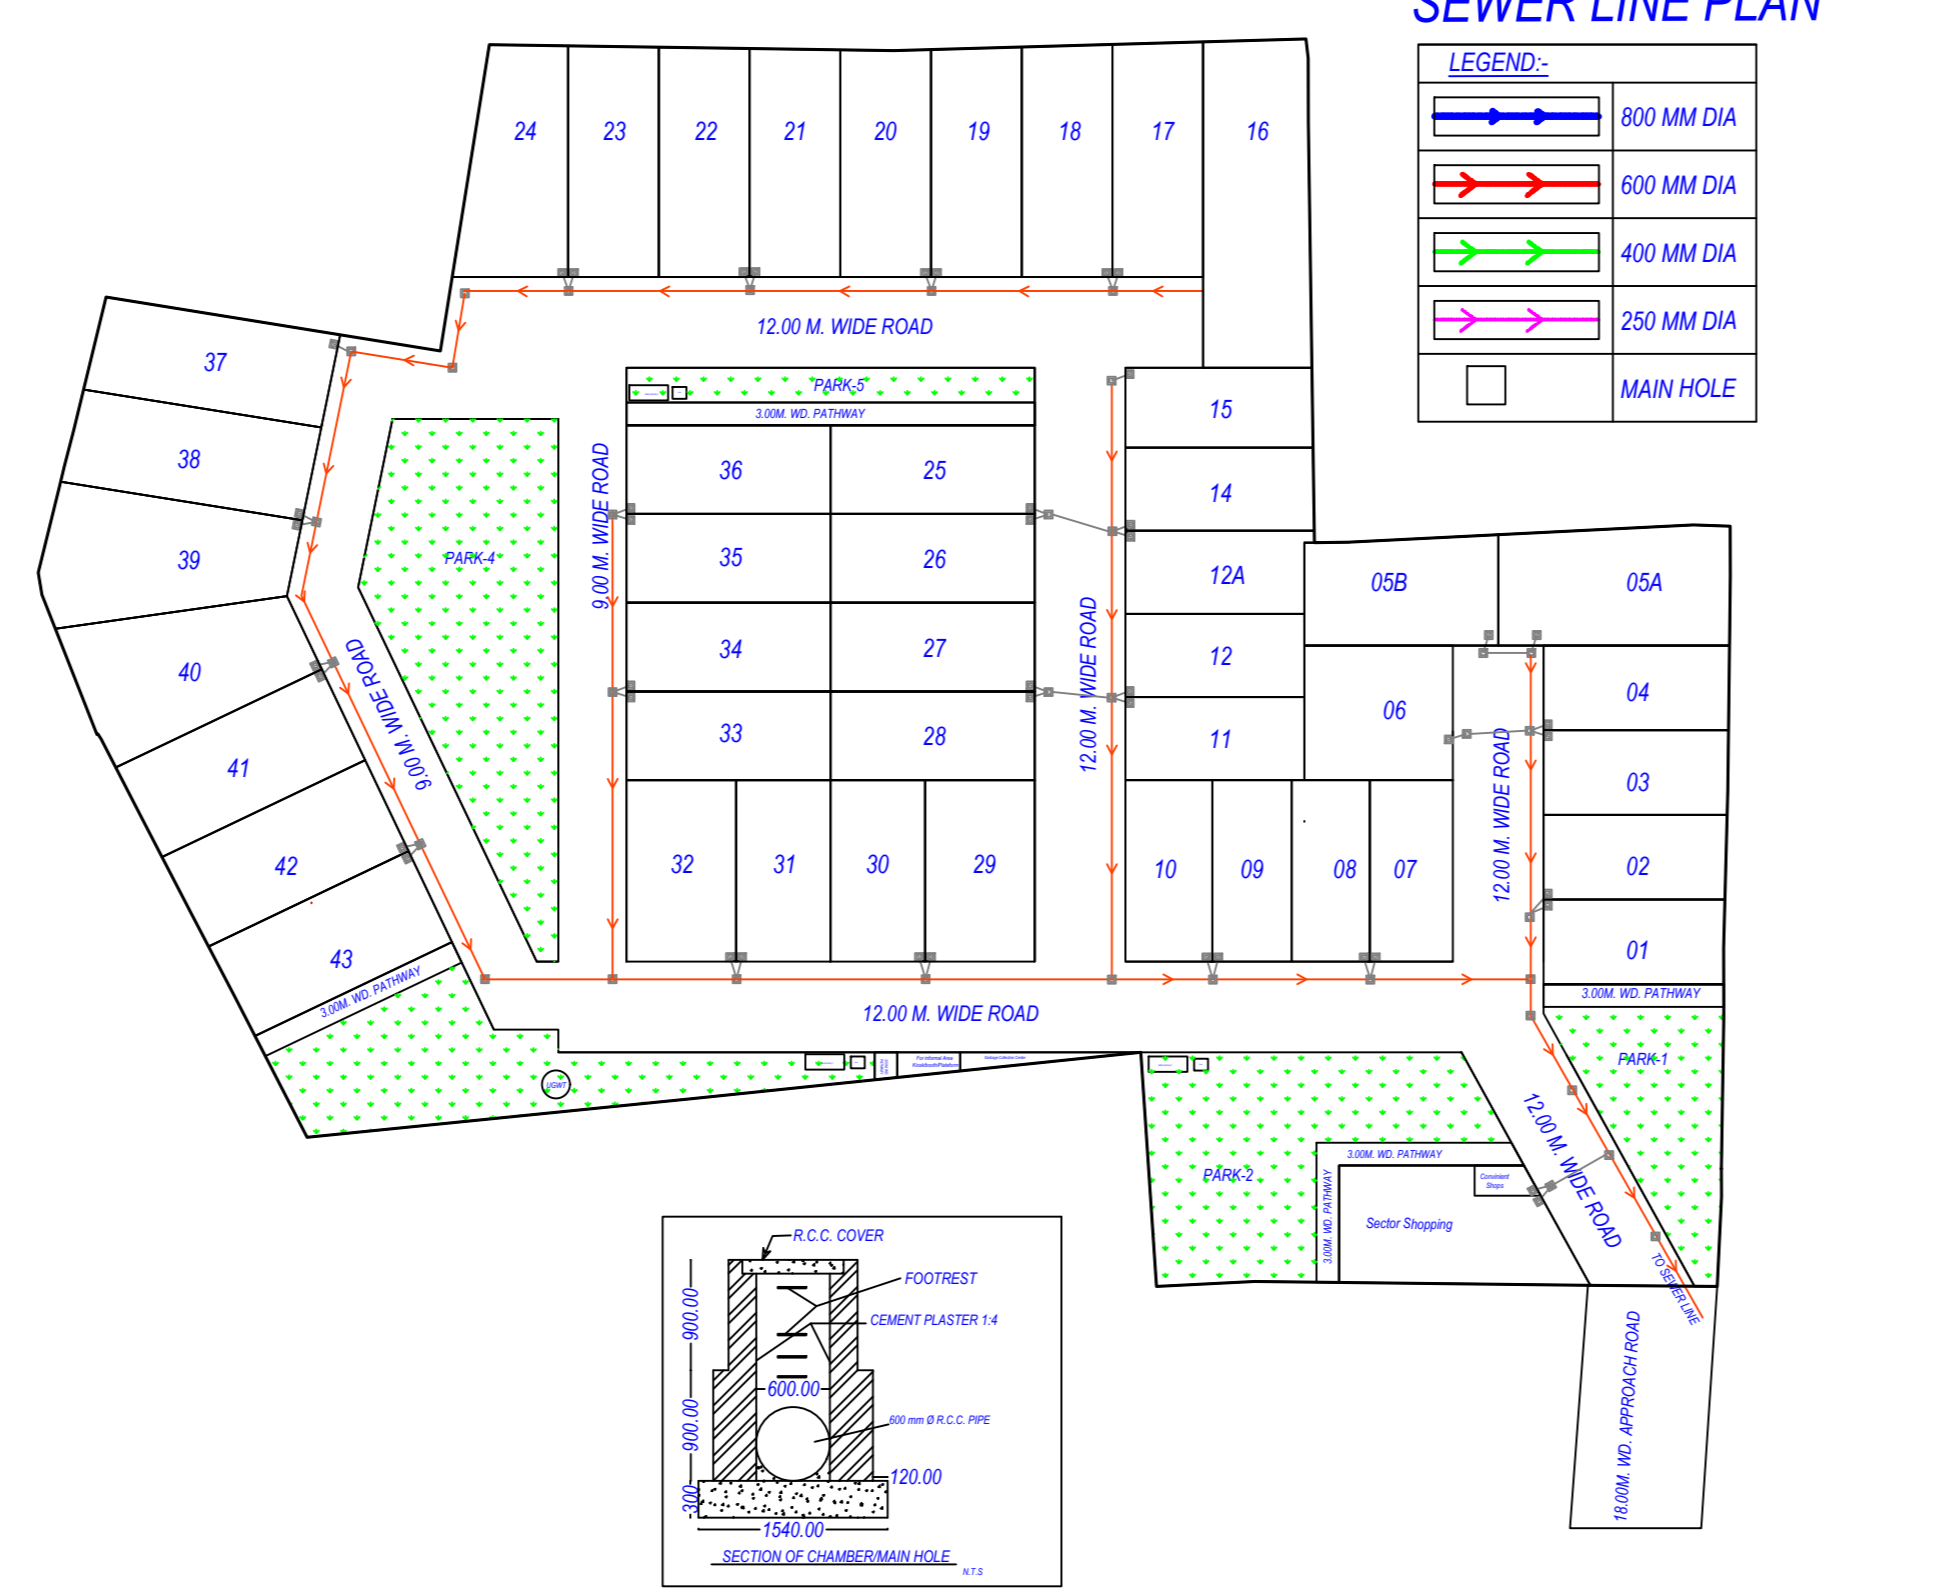 SEWER LINE PLAN
LEGEND:-
800 MM DIA
600 MM DIA
400 MM DIA
250 MM DIA
MAIN HOLE
24
23
22
21
20
19
18
17
16
12.00 M. WIDE ROAD
37
38
39
40
41
42
43
3.00M. WD. PATHWAY
9.00 M. WIDE ROAD
PARK-4
9.00 M. WIDE ROAD
PARK-5
3.00M. WD. PATHWAY
36
25
35
26
34
27
33
28
32
31
30
29
12.00 M. WIDE ROAD
15
14
12A
12
11
10
09
08
07
06
05B
05A
04
03
02
01
12.00 M. WIDE ROAD
3.00M. WD. PATHWAY
PARK-1
12.00 M. WIDE ROAD
UGWT
For informal Area
Kiosk/booth/Platform
PARK-2
3.00M. WD. PATHWAY
3.00M. WD. PATHWAY
Convinient
Shops
Sector Shopping
12.00 M. WIDE ROAD
TO SEWER LINE
18.00M. WD. APPROACH ROAD
R.C.C. COVER
FOOTREST
CEMENT PLASTER 1:4
900.00
600.00
600 mm Ø R.C.C. PIPE
900.00
120.00
300
1540.00
SECTION OF CHAMBER/MAIN HOLE
N.T.S